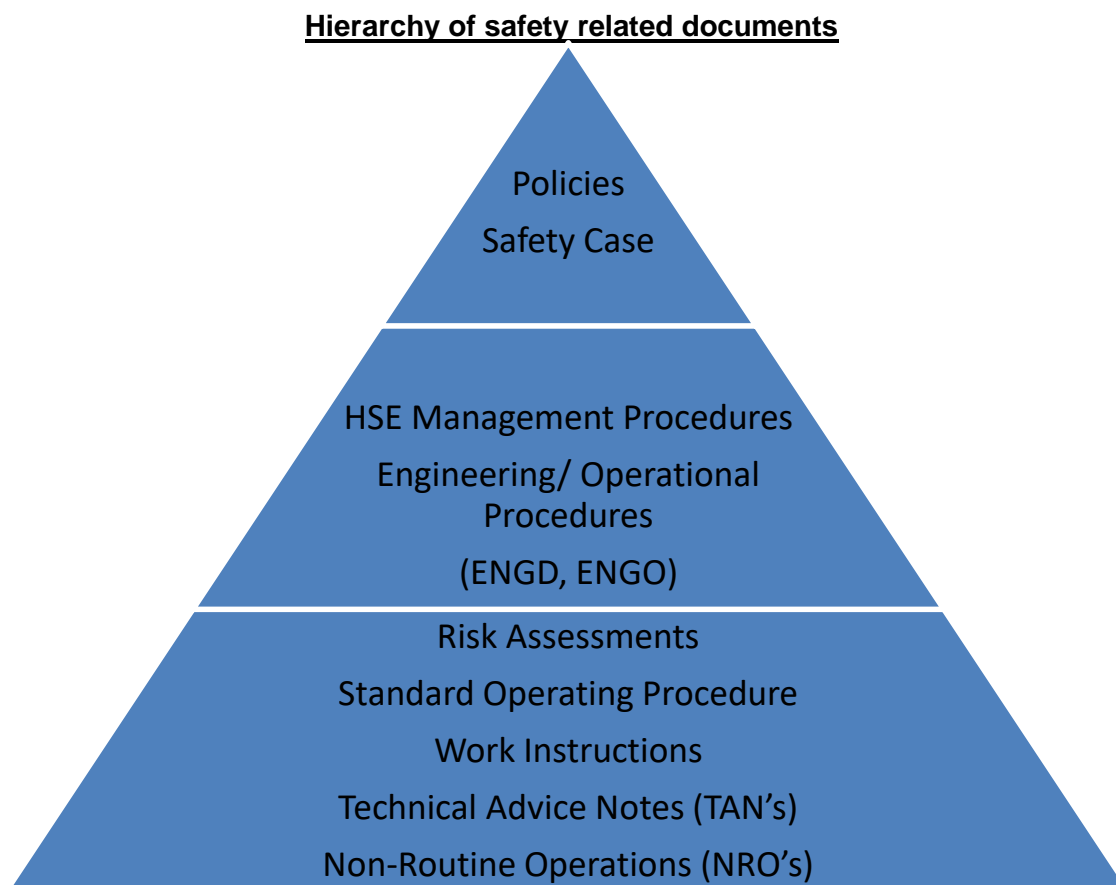 Hierarchy of safety related documents
Policies
Safety Case
HSE Management Procedures
Engineering/ Operational
Procedures
(ENGD, ENGO)
Risk Assessments
Standard Operating Procedure
Work Instructions
Technical Advice Notes (TAN’s)
Non-Routine Operations (NRO’s)